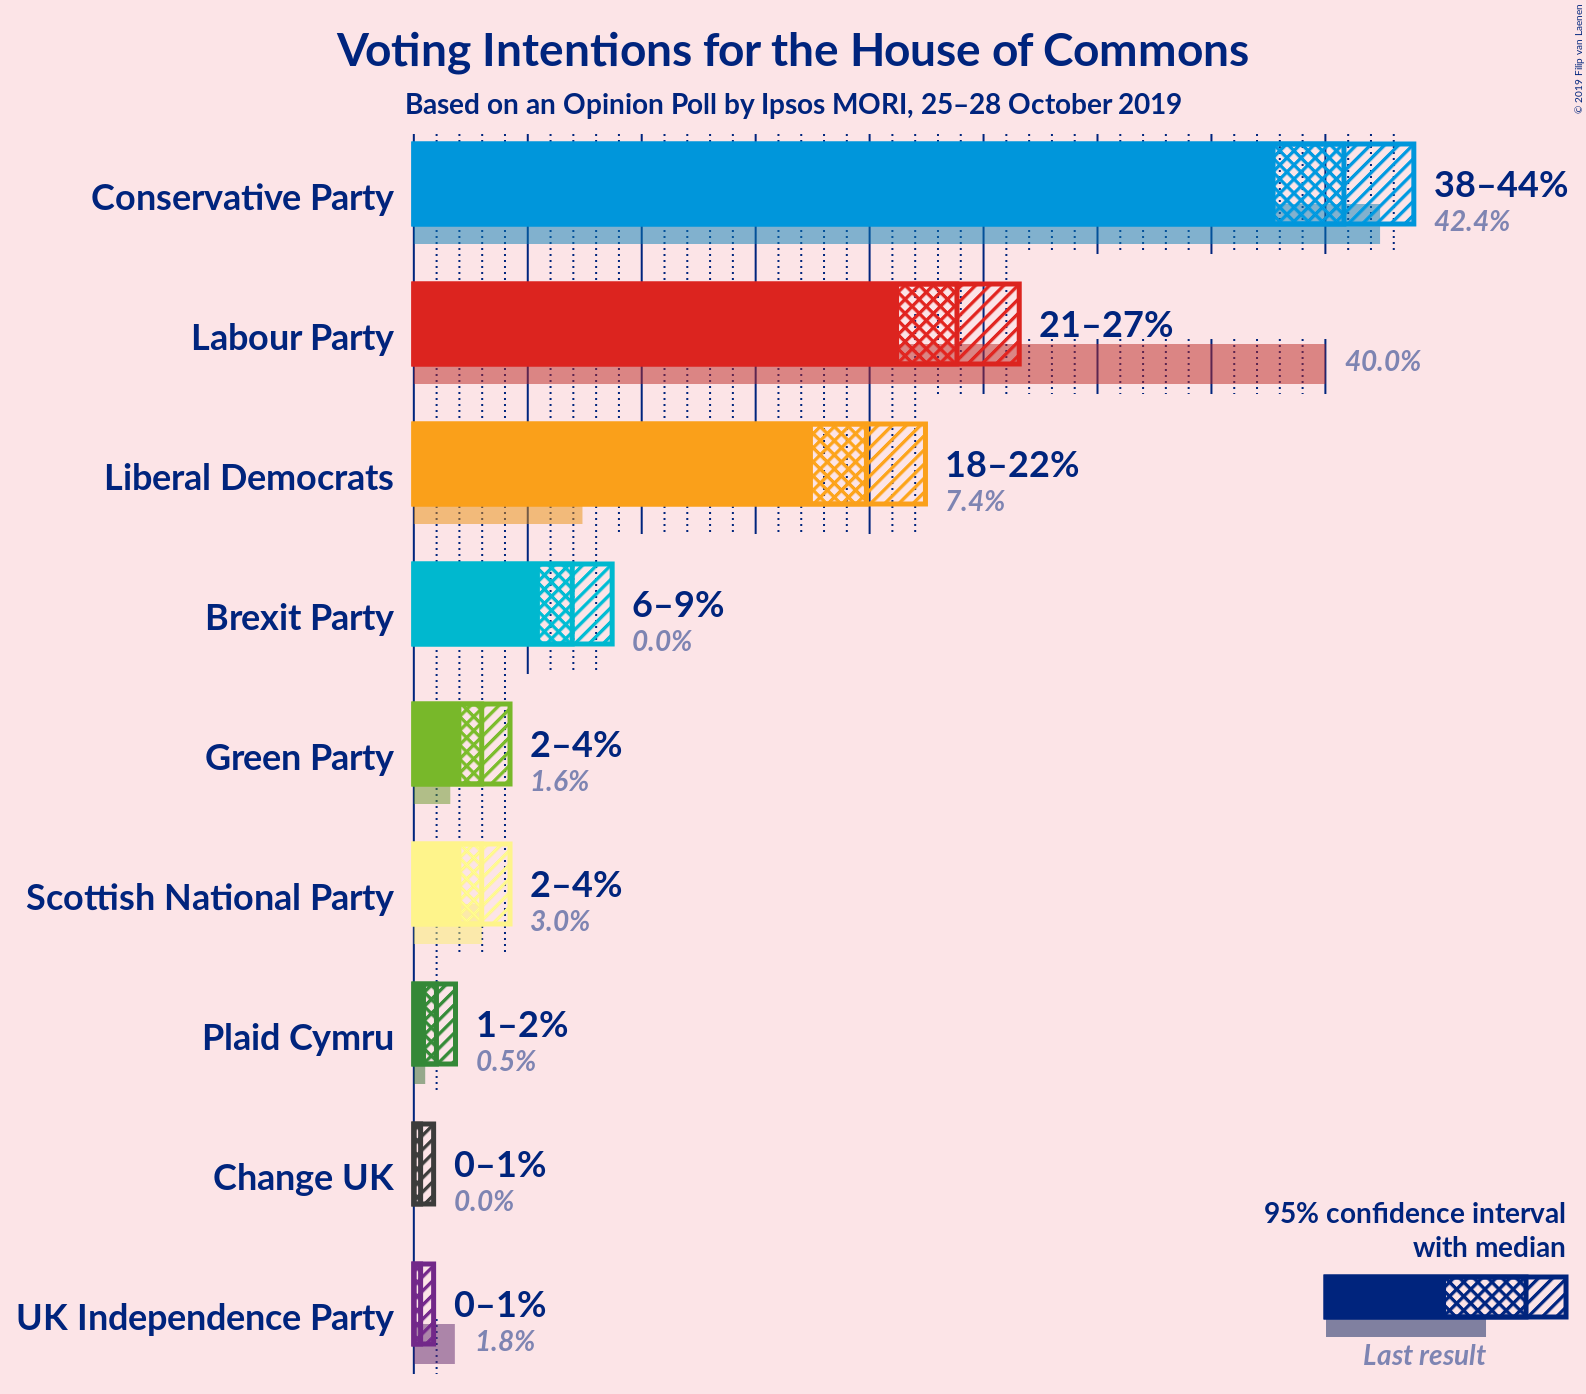 Voting Intentions for the House of Commons
Based on an Opinion Poll by Ipsos MORI, 25–28 October 2019
© 2019 Filip van Laenen
Conservative Party
38–44%
42.4%
Labour Party
21–27%
40.0%
Liberal Democrats
18–22%
7.4%
Brexit Party
6–9%
0.0%
Green Party
2–4%
1.6%
Scottish National Party
2–4%
3.0%
Plaid Cymru
1–2%
0.5%
Change UK
0–1%
0.0%
UK Independence Party
0–1%
1.8%
95% confidence interval
with median
Last result